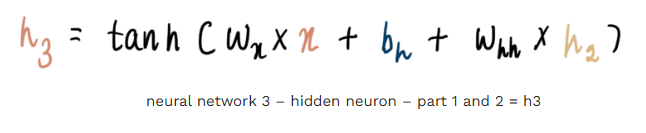 h₃ = tanh ( Wₓ × x + bₕ + Wₕₕ × h₂ )
neural network 3 – hidden neuron – part 1 and 2 = h3